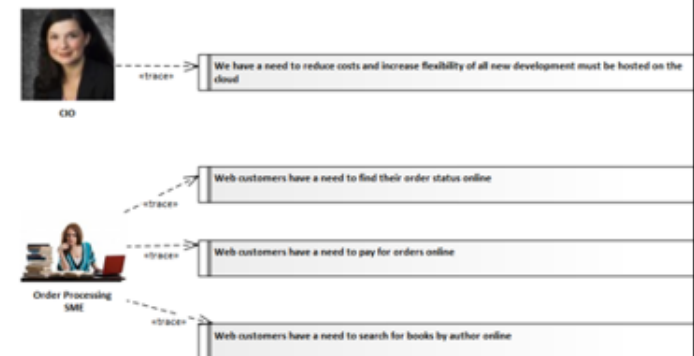 We have a need to reduce costs and increase flexibility of all new development must be hosted on the
cloud
«trace»
CIO
Web customers have a need to find their order status online
«trace»
Web customers have a need to pay for orders online
«trace»
Order Processing
SME
«trace»
Web customers have a need to search for books by author online